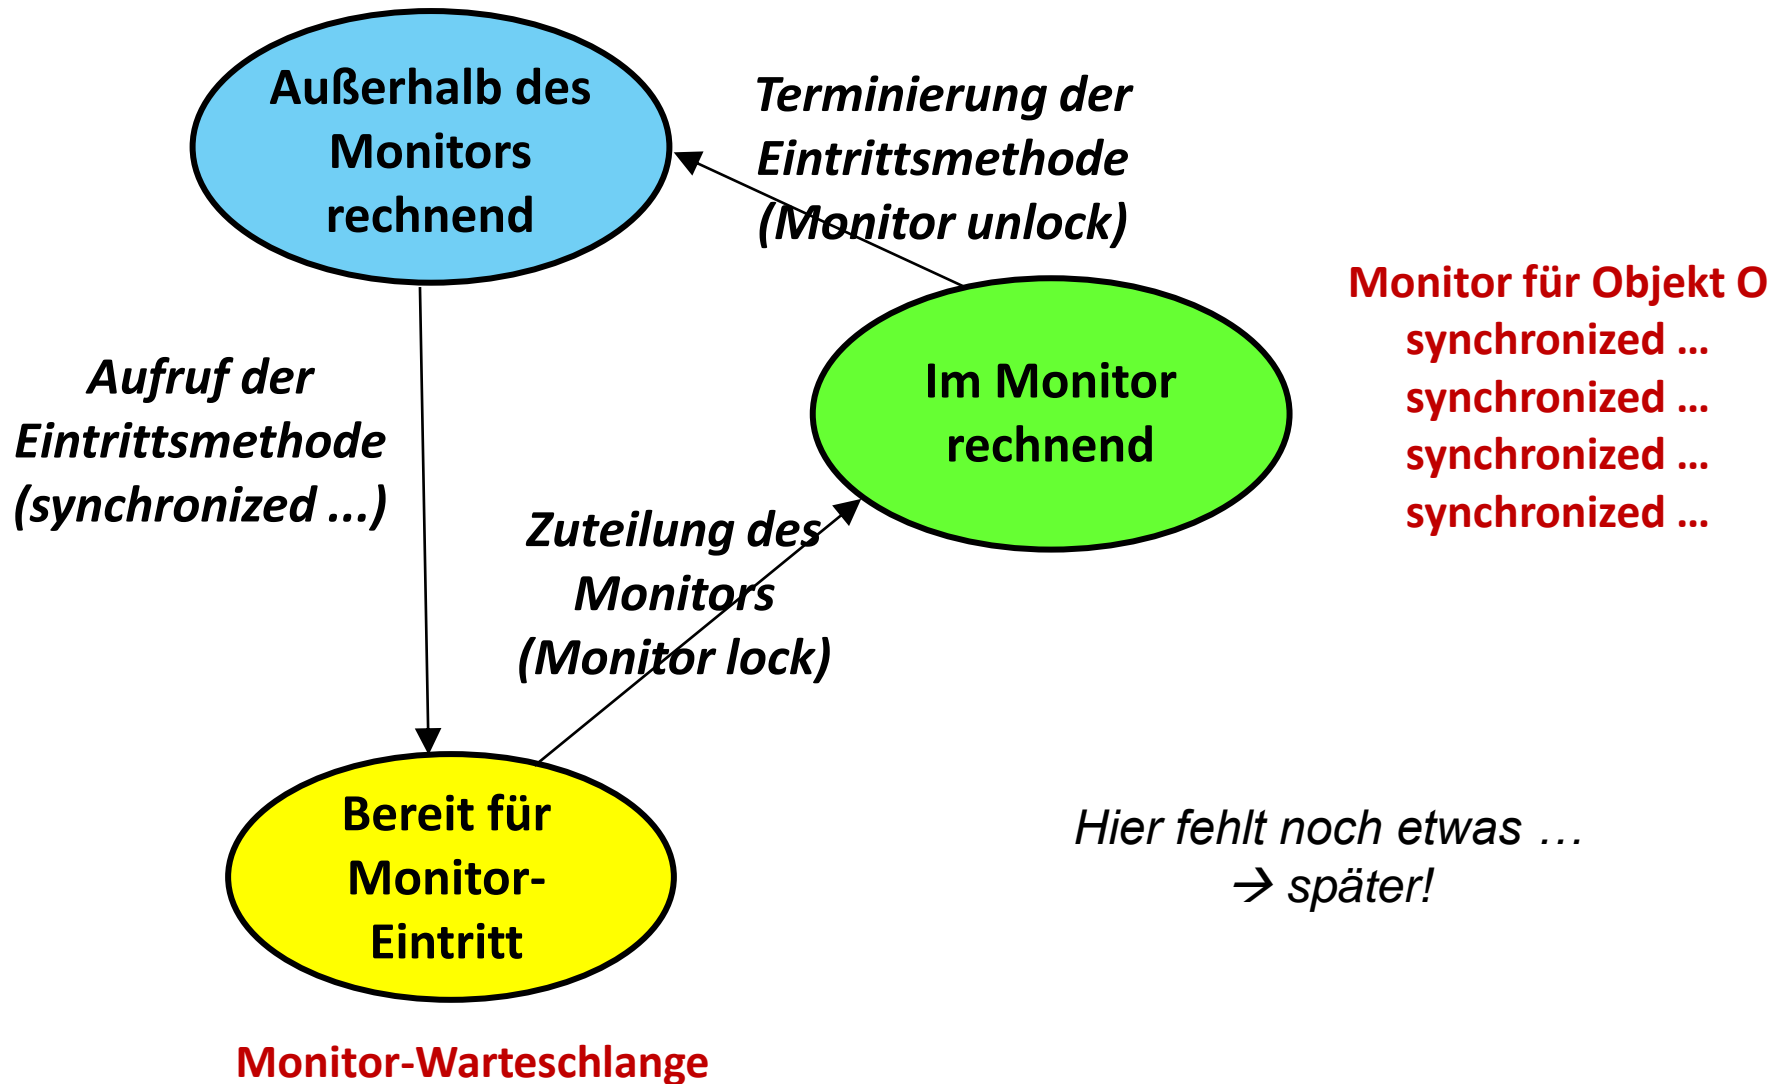 Außerhalb des
Monitors
rechnend
Terminierung der
Eintrittsmethode
(Monitor unlock)
Monitor für Objekt O
synchronized …
synchronized …
synchronized …
synchronized …
Im Monitor
rechnend
Aufruf der
Eintrittsmethode
(synchronized ...)
Zuteilung des
Monitors
(Monitor lock)
Bereit für
Monitor-
Eintritt
Hier fehlt noch etwas …
→ später!
Monitor-Warteschlange